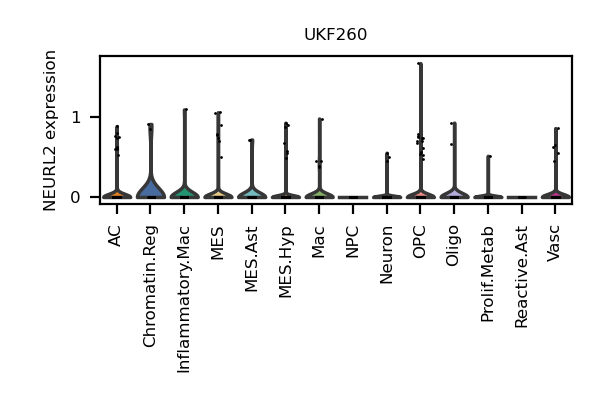 UKF260
NEURL2 expression
1
0
AC
Chromatin.Reg
Inflammatory.Mac
MES
MES.Ast
MES.Hyp
Mac
NPC
Neuron
OPC
Oligo
Prolif.Metab
Reactive.Ast
Vasc